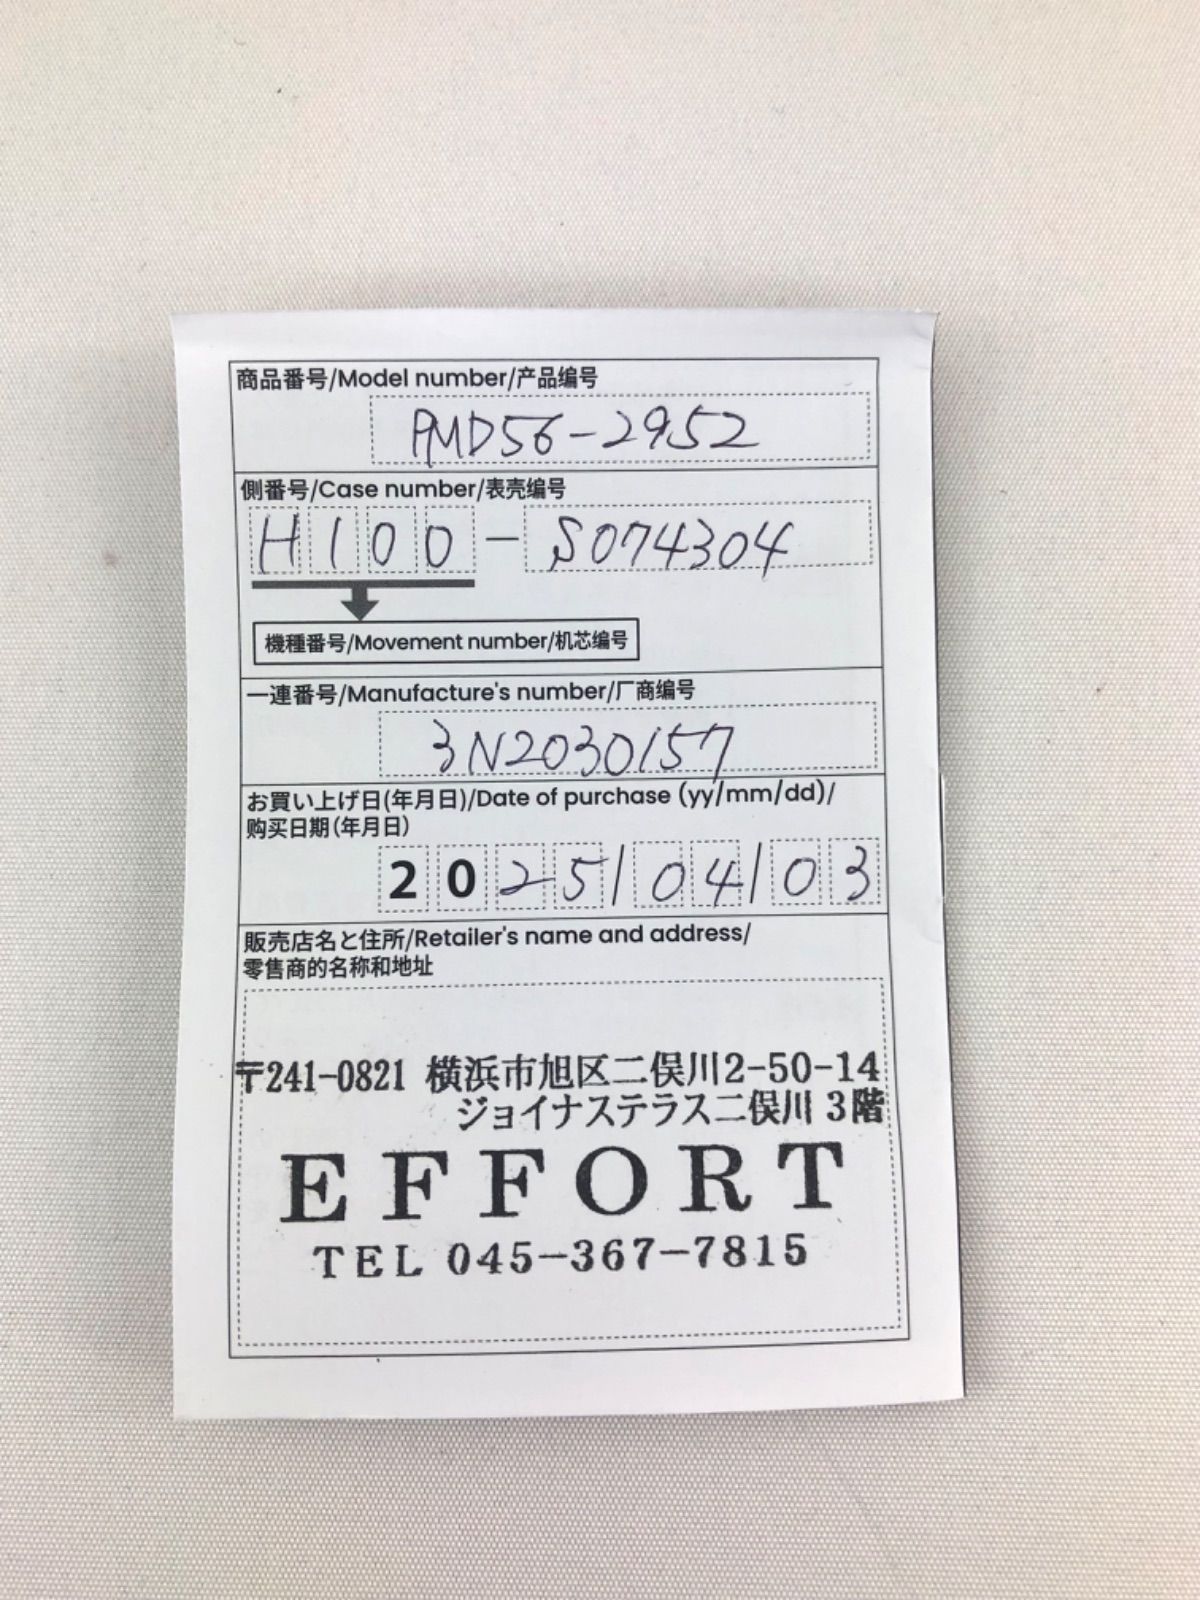 商品番号/Model number/产品编号
PMD56-2952
側番号/Case number/表壳编号
H100-S074304
機種番号/Movement number/机芯编号
一連番号/Manufacture's number/厂商编号
3N2030157
お買い上げ日(年月日)/Date of purchase (yy/mm/dd)/
购买日期(年月日)
2025/04/03
販売店名と住所/Retailer's name and address/
零售商的名称和地址
〒241-0821 横浜市旭区二俣川2-50-14
ジョイナステラス二俣川 3階
EFFORT
TEL 045-367-7815